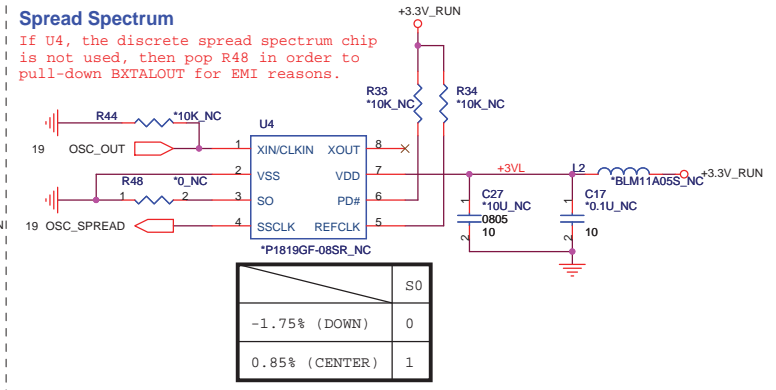 Spread Spectrum
If U4, the discrete spread spectrum chip
is not used, then pop R48 in order to
pull-down BXTALOUT for EMI reasons.
+3.3V_RUN
R33
*10K_NC
R34
*10K_NC
R44
*10K_NC
U4
19 OSC_OUT
1 XIN/CLKIN XOUT 8
2 VSS VDD 7
R48
*0_NC
1 2
3 SO PD# 6
19 OSC_SPREAD
4 SSCLK REFCLK 5
*P1819GF-08SR_NC
+3VL
L2
*BLM11A05S_NC
+3.3V_RUN
1
C27
*10U_NC
0805
10
2
1
C17
*0.1U_NC
10
2
S0
-1.75% (DOWN) 0
0.85% (CENTER) 1